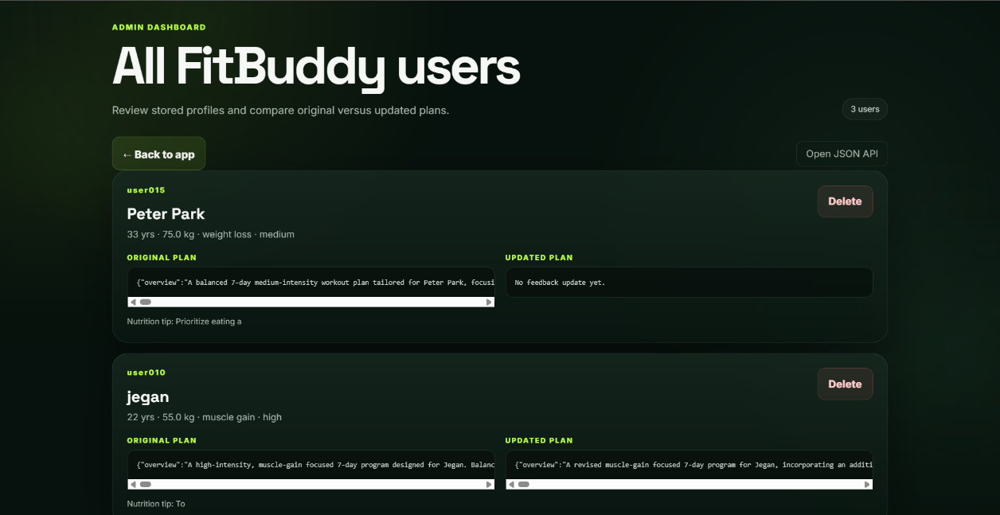 ADMIN DASHBOARD
All FitBuddy users
Review stored profiles and compare original versus updated plans.
3 users
← Back to app
Open JSON API
user015
Delete
Peter Park
33 yrs · 75.0 kg · weight loss · medium
ORIGINAL PLAN
UPDATED PLAN
{"overview":"A balanced 7-day medium-intensity workout plan tailored for Peter Park, focusi
No feedback update yet.
Nutrition tip: Prioritize eating a
user010
Delete
jegan
22 yrs · 55.0 kg · muscle gain · high
ORIGINAL PLAN
UPDATED PLAN
{"overview":"A high-intensity, muscle-gain focused 7-day program designed for Jegan. Balanc
{"overview":"A revised muscle-gain focused 7-day program for Jegan, incorporating an additi
Nutrition tip: To